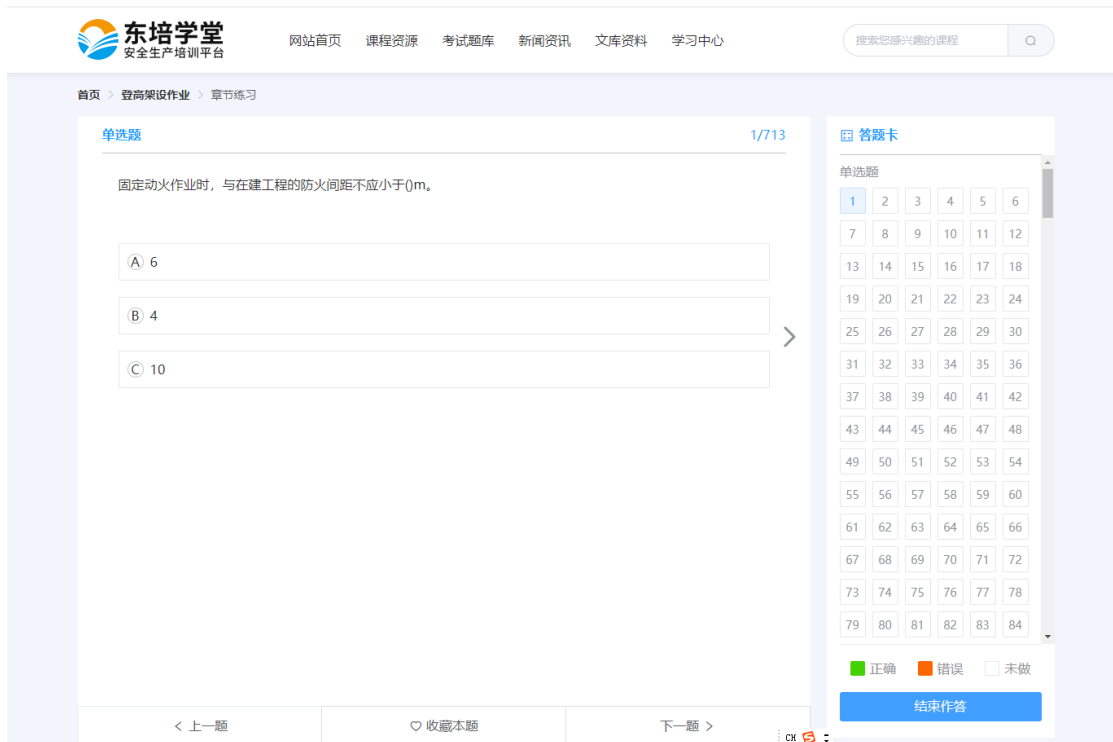 东培学堂
安全生产培训平台
网站首页 课程资源 考试题库 新闻资讯 文库资料 学习中心
搜索您感兴趣的课程
首页 > 登高架设作业 > 章节练习
单选题 1/713
固定动火作业时，与在建工程的防火间距不应小于()m。
A 6
B 4
C 10
< 上一题 ♡ 收藏本题 下一题 >
答题卡
单选题
1 2 3 4 5 6
7 8 9 10 11 12
13 14 15 16 17 18
19 20 21 22 23 24
25 26 27 28 29 30
31 32 33 34 35 36
37 38 39 40 41 42
43 44 45 46 47 48
49 50 51 52 53 54
55 56 57 58 59 60
61 62 63 64 65 66
67 68 69 70 71 72
73 74 75 76 77 78
79 80 81 82 83 84
正确 错误 未做
结束作答
CH